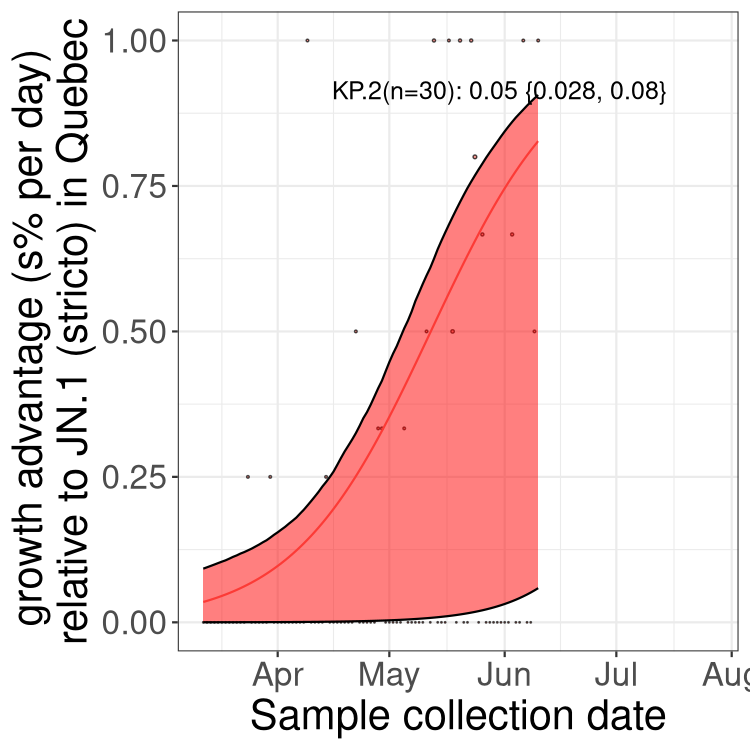 growth advantage (s% per day)
relative to JN.1 (stricto) in Quebec
1.00
0.75
0.50
0.25
0.00
KP.2(n=30): 0.05 {0.028, 0.08}
Apr May Jun Jul Aug
Sample collection date